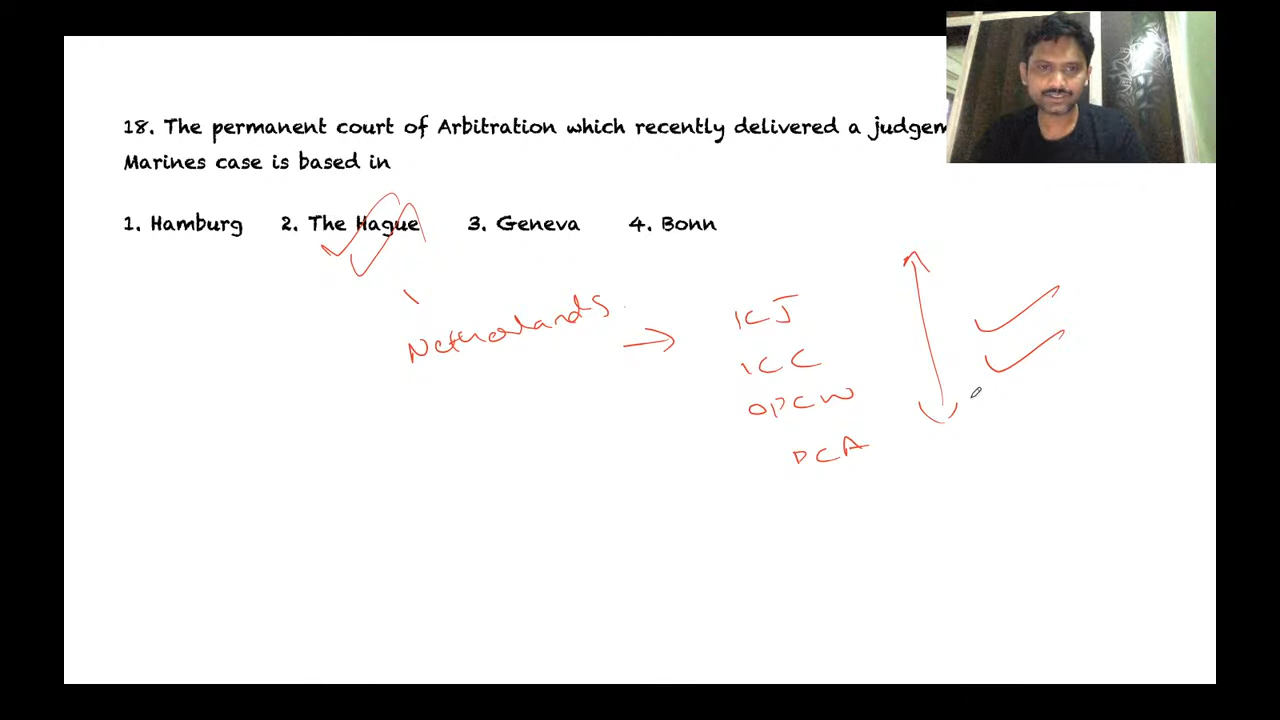 18. The permanent court of Arbitration which recently delivered a judgem
Marines case is based in
1. Hamburg 2. The Hague 3. Geneva 4. Bonn
Netherlands
ICJ
ICC
OPCW
PCA